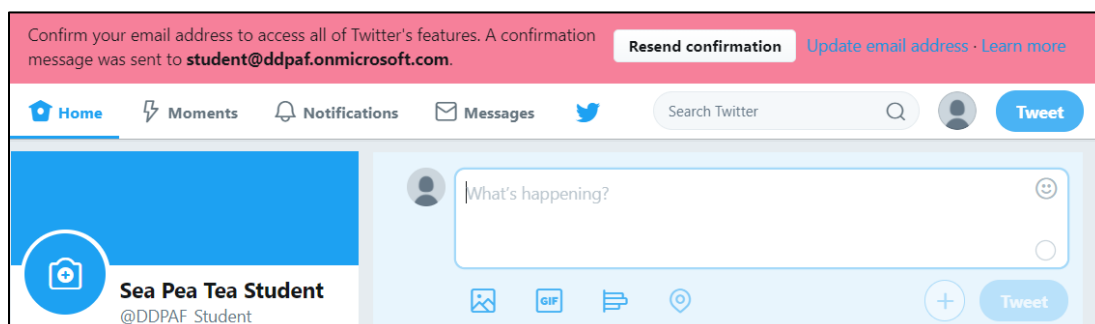 Confirm your email address to access all of Twitter's features. A confirmation
message was sent to student@ddpaf.onmicrosoft.com.
Resend confirmation
Update email address · Learn more
Home
Moments
Notifications
Messages
Search Twitter
Tweet
What's happening?
GIF
Tweet
Sea Pea Tea Student
@DDPAF_Student